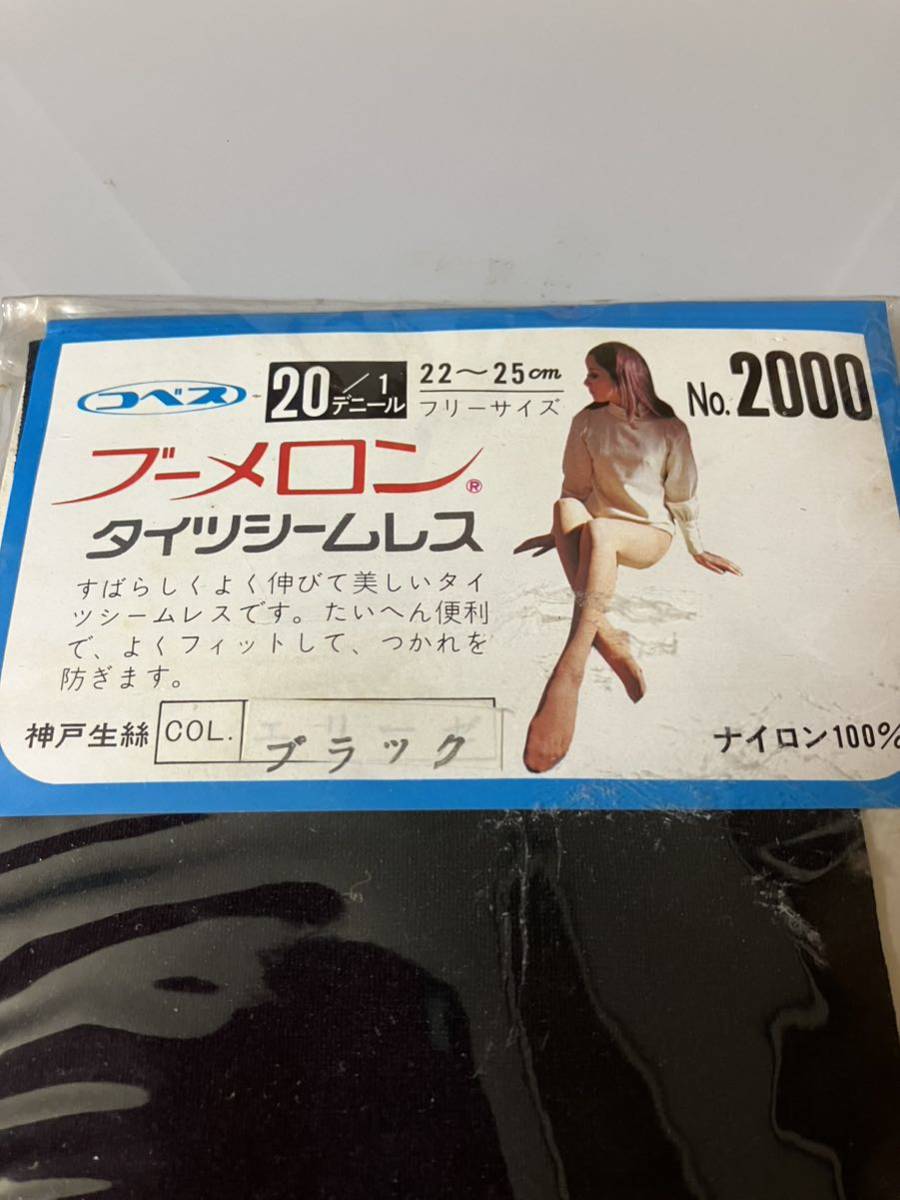 コベス
20/1
デニール
22〜25cm
フリーサイズ
No. 2000
ブーメロン®
タイツシームレス
すばらしくよく伸びて美しいタイ
ツシームレスです。たいへん便利
で、よくフィットして、つかれを
防ぎます。
神戸生絲
COL.
ブラック
ナイロン100%